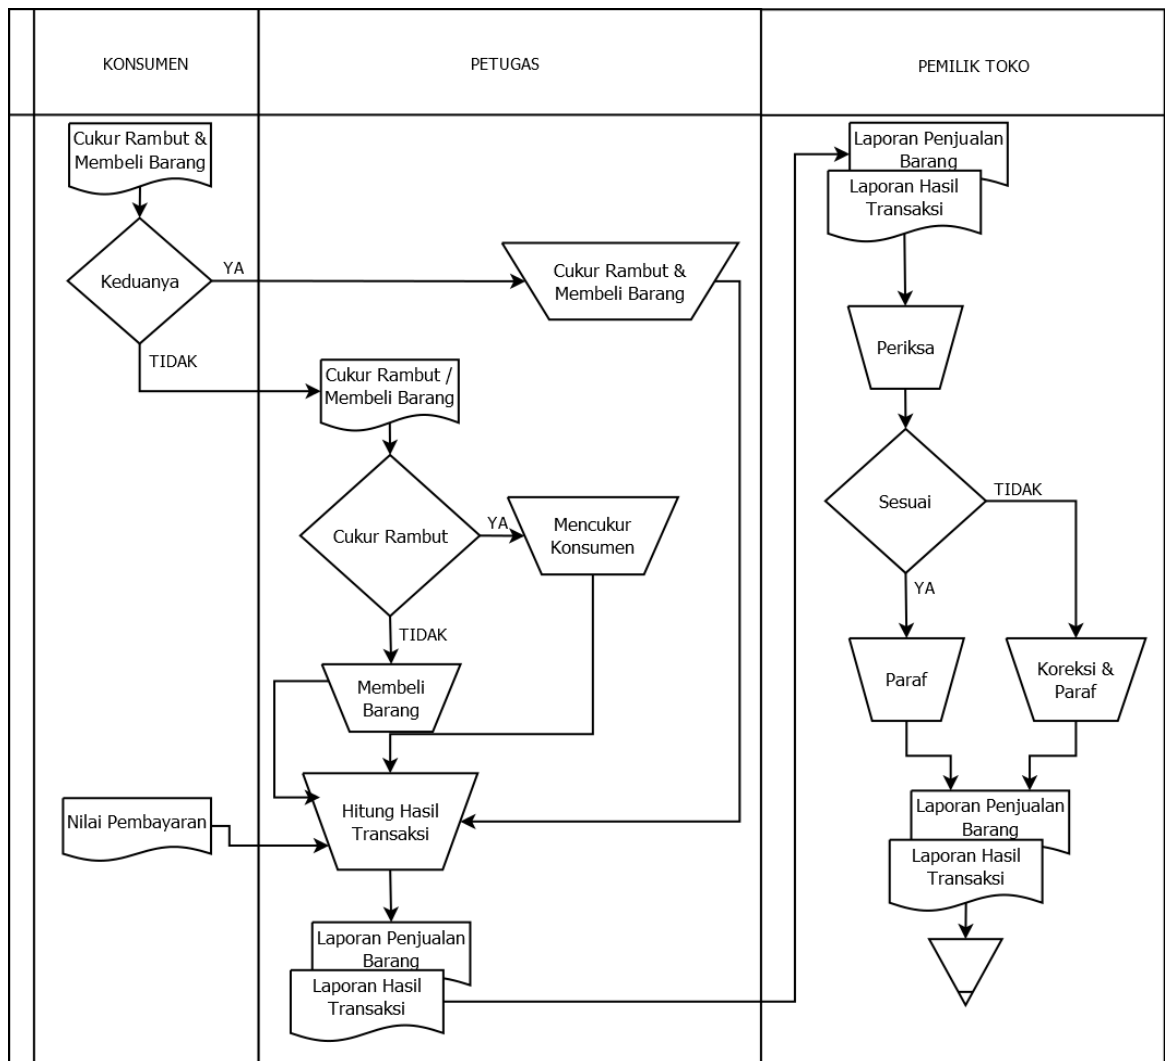 KONSUMEN
PETUGAS
PEMILIK TOKO
Cukur Rambut &
Membeli Barang
Keduanya
YA
TIDAK
Cukur Rambut &
Membeli Barang
Cukur Rambut /
Membeli Barang
Cukur Rambut
YA
Mencukur
Konsumen
TIDAK
Membeli
Barang
Nilai Pembayaran
Hitung Hasil
Transaksi
Laporan Penjualan
Barang
Laporan Hasil
Transaksi
Laporan Penjualan
Barang
Laporan Hasil
Transaksi
Periksa
Sesuai
TIDAK
YA
Paraf
Koreksi &
Paraf
Laporan Penjualan
Barang
Laporan Hasil
Transaksi